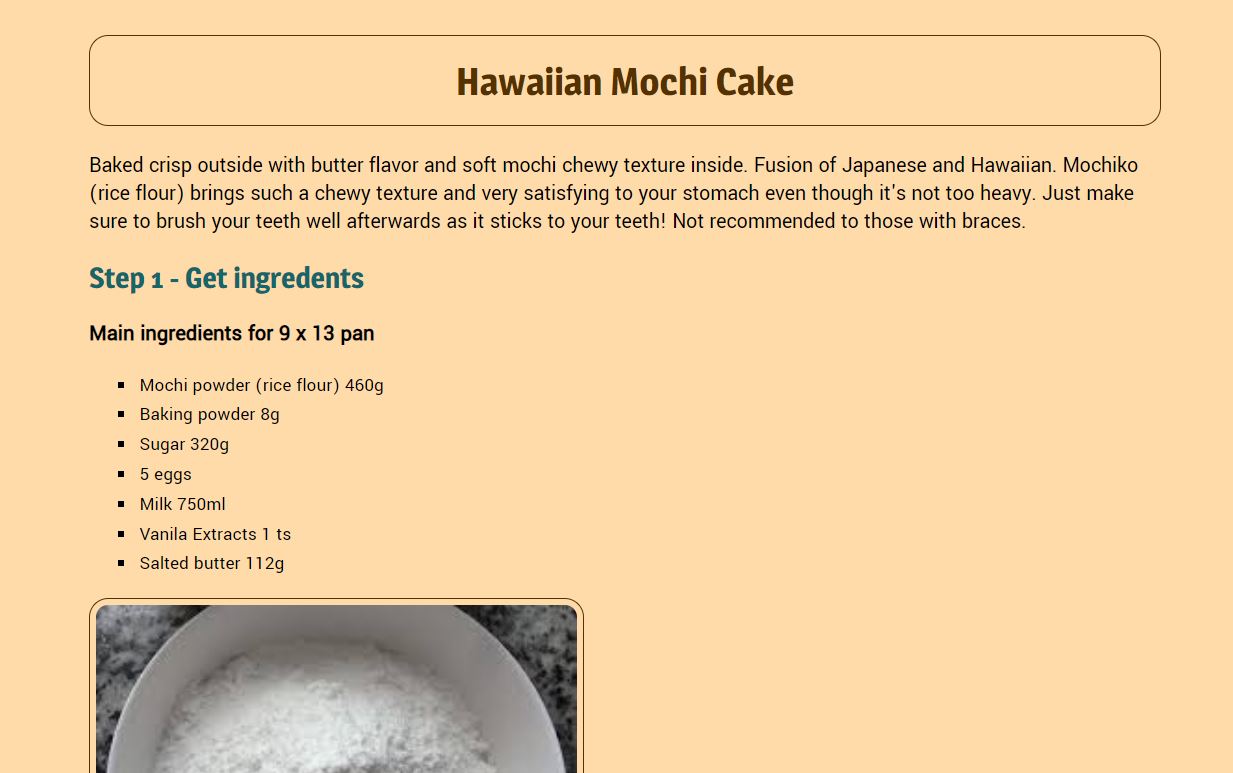 Hawaiian Mochi Cake
Baked crisp outside with butter flavor and soft mochi chewy texture inside. Fusion of Japanese and Hawaiian. Mochiko
(rice flour) brings such a chewy texture and very satisfying to your stomach even though it's not too heavy. Just make
sure to brush your teeth well afterwards as it sticks to your teeth! Not recommended to those with braces.
Step 1 - Get ingredents
Main ingredients for 9 x 13 pan
Mochi powder (rice flour) 460g
Baking powder 8g
Sugar 320g
5 eggs
Milk 750ml
Vanila Extracts 1 ts
Salted butter 112g